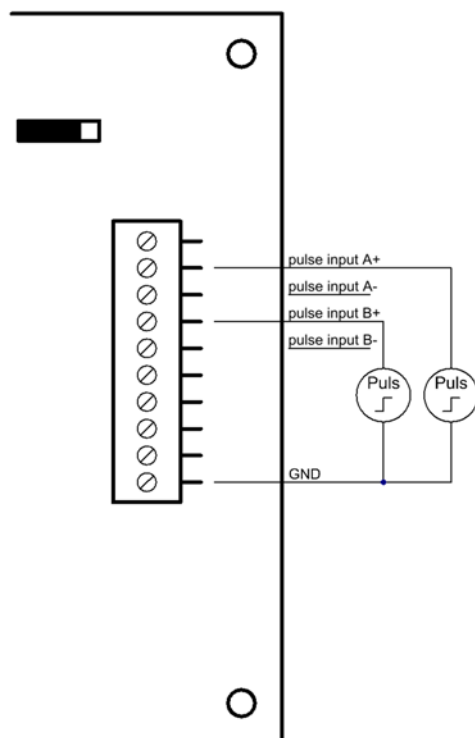 pulse input A+
pulse input A-
pulse input B+
pulse input B-
Puls Puls
GND